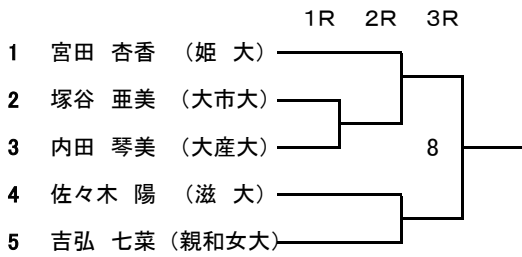 1R 2R 3R
1 宮田 杏香 (姫 大)
2 塚谷 亜美 (大市大)
3 内田 琴美 (大産大) 8
4 佐々木 陽 (滋 大)
5 吉弘 七菜 (親和女大)